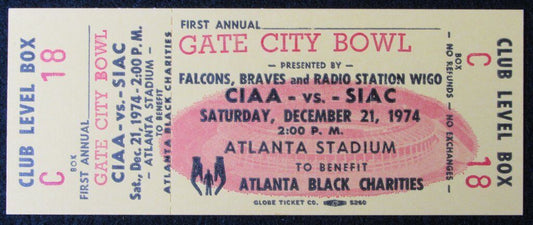 CLUB LEVEL BOX
C 18
BOX
FIRST ANNUAL
GATE CITY BOWL
CIAA - vs. - SIAC
Sat., Dec. 21, 1974 - 2:00 P. M.
ATLANTA STADIUM
TO BENEFIT
ATLANTA BLACK CHARITIES
FIRST ANNUAL
GATE CITY BOWL
- PRESENTED BY -
FALCONS, BRAVES and RADIO STATION WIGO
CIAA - vs. - SIAC
SATURDAY, DECEMBER 21, 1974
2:00 P. M.
ATLANTA STADIUM
TO BENEFIT
ATLANTA BLACK CHARITIES
GLOBE TICKET CO. 5260
BOX
C 18
- NO REFUNDS - NO EXCHANGES -
CLUB LEVEL BOX